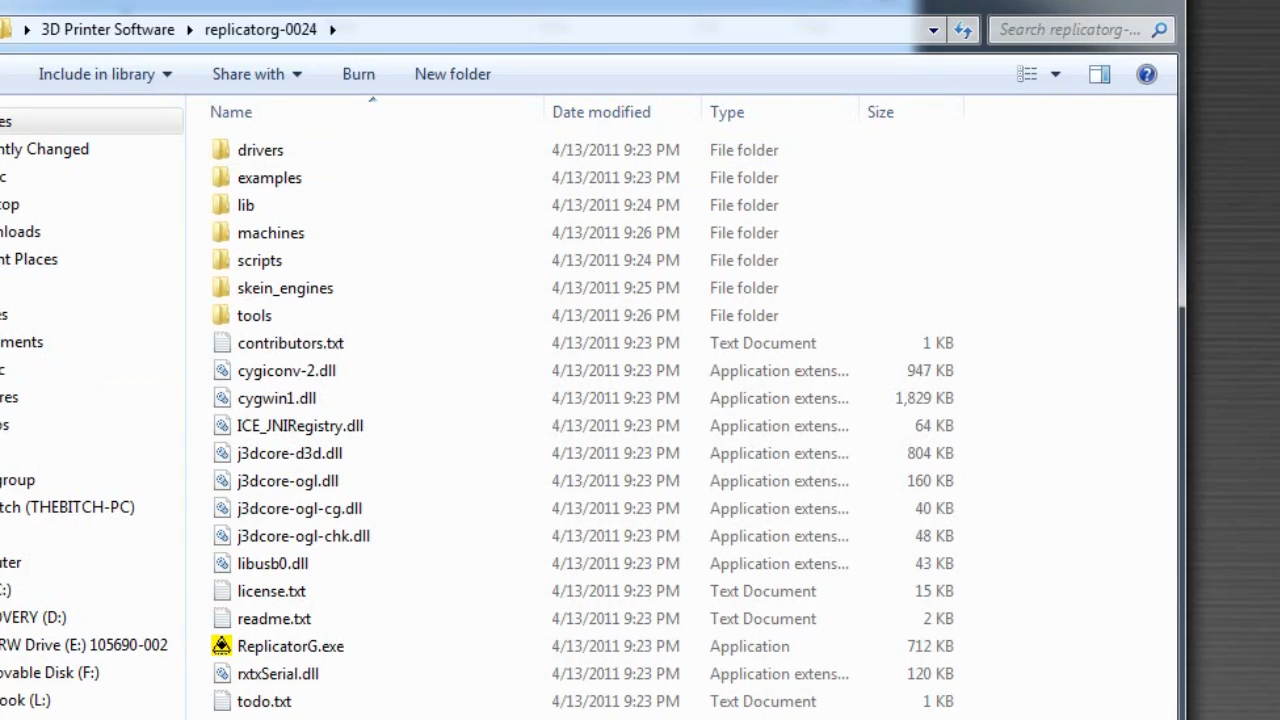 3D Printer Software replicatorg-0024 Search replicatorg-...
Include in library Share with Burn New folder
Name Date modified Type Size
es
ntly Changed
c
top
nloads
nt Places
es
ments
c
res
os
group
tch (THEBITCH-PC)
uter
C:)
OVERY (D:)
RW Drive (E:) 105690-002
ovable Disk (F:)
ook (L:)
drivers 4/13/2011 9:23 PM File folder
examples 4/13/2011 9:23 PM File folder
lib 4/13/2011 9:24 PM File folder
machines 4/13/2011 9:26 PM File folder
scripts 4/13/2011 9:24 PM File folder
skein_engines 4/13/2011 9:25 PM File folder
tools 4/13/2011 9:26 PM File folder
contributors.txt 4/13/2011 9:23 PM Text Document 1 KB
cygiconv-2.dll 4/13/2011 9:23 PM Application extens... 947 KB
cygwin1.dll 4/13/2011 9:23 PM Application extens... 1,829 KB
ICE_JNIRegistry.dll 4/13/2011 9:23 PM Application extens... 64 KB
j3dcore-d3d.dll 4/13/2011 9:23 PM Application extens... 804 KB
j3dcore-ogl.dll 4/13/2011 9:23 PM Application extens... 160 KB
j3dcore-ogl-cg.dll 4/13/2011 9:23 PM Application extens... 40 KB
j3dcore-ogl-chk.dll 4/13/2011 9:23 PM Application extens... 48 KB
libusb0.dll 4/13/2011 9:23 PM Application extens... 43 KB
license.txt 4/13/2011 9:23 PM Text Document 15 KB
readme.txt 4/13/2011 9:23 PM Text Document 2 KB
ReplicatorG.exe 4/13/2011 9:23 PM Application 712 KB
rxtxSerial.dll 4/13/2011 9:23 PM Application extens... 120 KB
todo.txt 4/13/2011 9:23 PM Text Document 1 KB